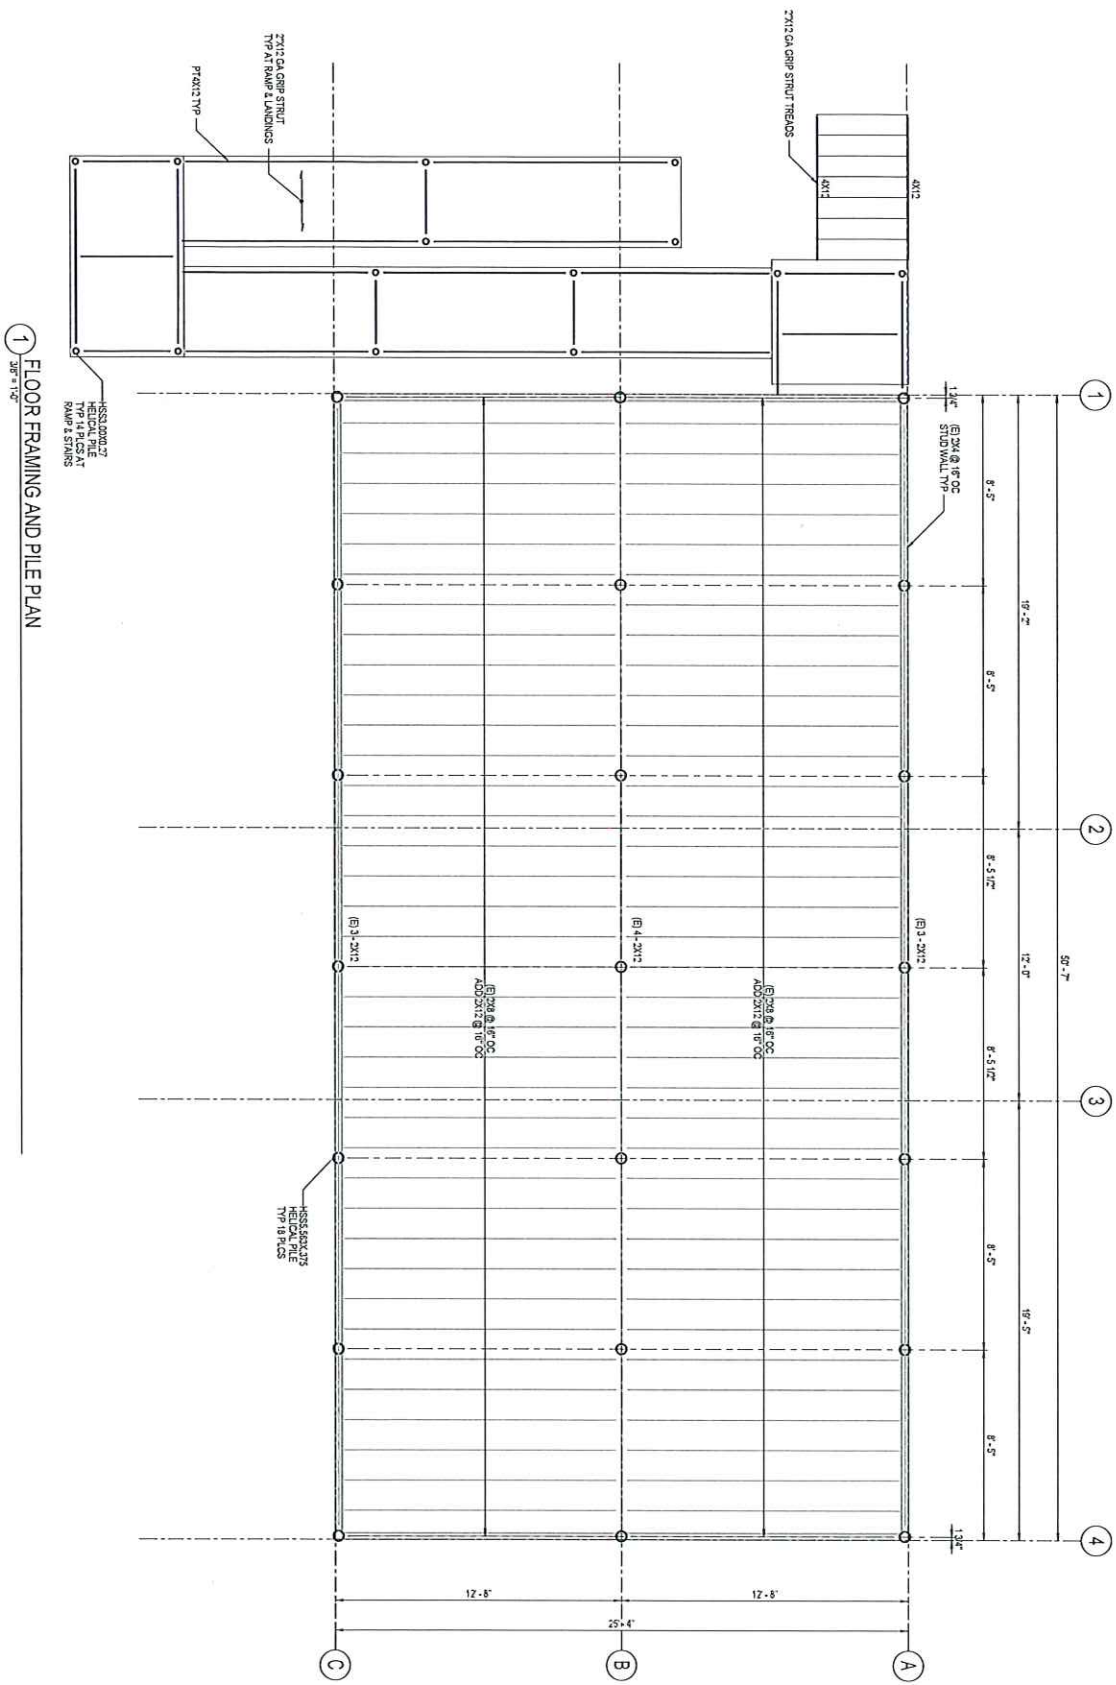 1
2
3
4
50'-7"
19'-2"
12'-0"
19'-5"
8'-5"
8'-5"
8'-5 1/2"
8'-5 1/2"
8'-5"
8'-5"
1 3/4"
1 3/4"
(E) 2X4 @ 16" OC
STUD WALL TYP
2"X12 GA GRIP STRUT TREADS
4X12
4X12
(E) 3 - 2X12
(E) 2X8 @ 16" OC
ADD 2X12 @ 16" OC
(E) 4 - 2X12
(E) 2X8 @ 16" OC
ADD 2X12 @ 16" OC
(E) 3 - 2X12
A
B
C
12'-8"
12'-8"
25'-4"
2"X12 GA GRIP STRUT
TYP AT RAMP & LANDINGS
PT4X12 TYP
HSS5.563X.375
HELICAL PILE
TYP 18 PLCS
HELICAL PILE
TYP 14 PLCS AT
RAMP & STAIRS
1
FLOOR FRAMING AND PILE PLAN
3/8" = 1'-0"